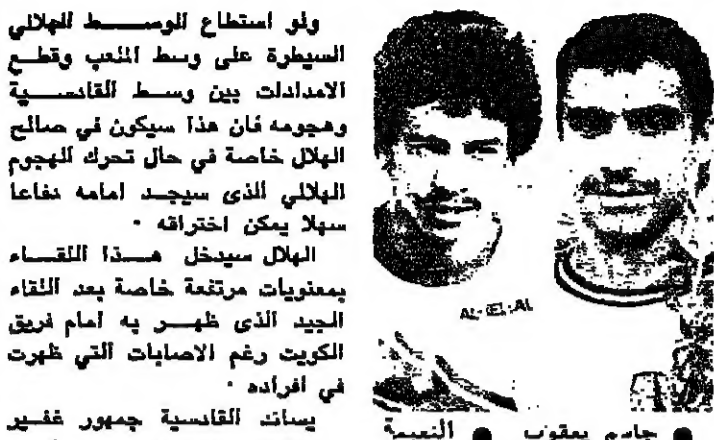 ولو استطاع الوسط الهلالي
السيطرة على وسط الملعب وقطع
الامدادات بين وسط القادسية
وهجومه فان هذا سيكون في صالح
الهلال خاصة في حال تحرك الهجوم
الهلالي الذى سيجد امامه دفاعا
سهلا يمكن اختراقه ٠
الهلال سيدخل هذا اللقاء
بمعنويات مرتفعة خاصة بعد اللقاء
الجيد الذى ظهر به امام فريق
الكويت رغم الاصابات التي ظهرت
في افراده ٠
يساند القادسية جمهور غفير
● جاسم يعقوب ● النعيمة